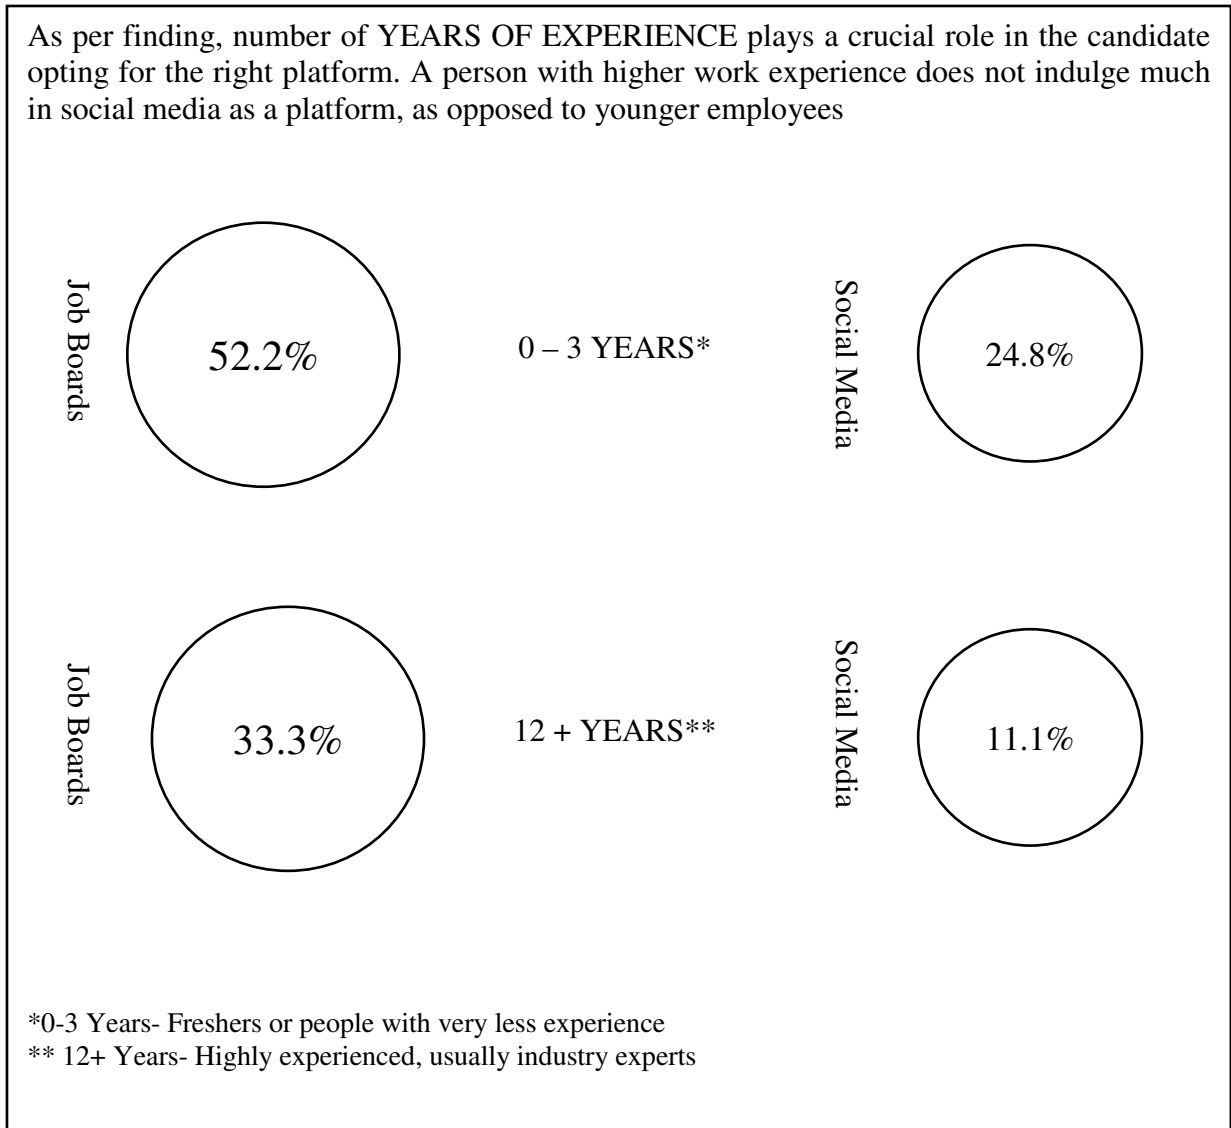 As per finding, number of YEARS OF EXPERIENCE plays a crucial role in the candidate
opting for the right platform. A person with higher work experience does not indulge much
in social media as a platform, as opposed to younger employees
Job Boards
52.2%
0 – 3 YEARS*
Social Media
24.8%
Job Boards
33.3%
12 + YEARS**
Social Media
11.1%
*0-3 Years- Freshers or people with very less experience
** 12+ Years- Highly experienced, usually industry experts